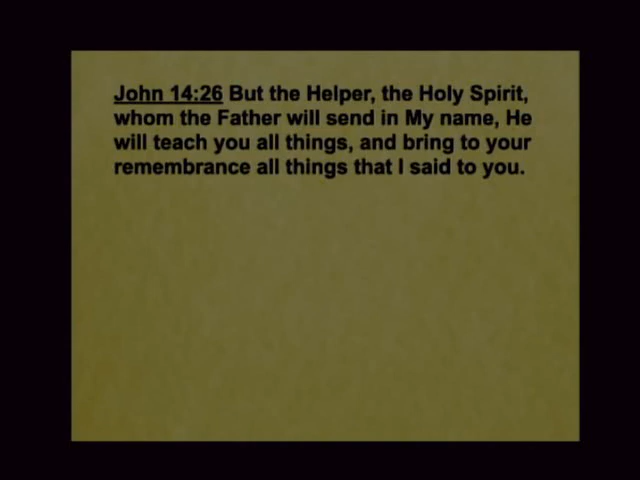 John 14:26 But the Helper, the Holy Spirit,
whom the Father will send in My name, He
will teach you all things, and bring to your
remembrance all things that I said to you.